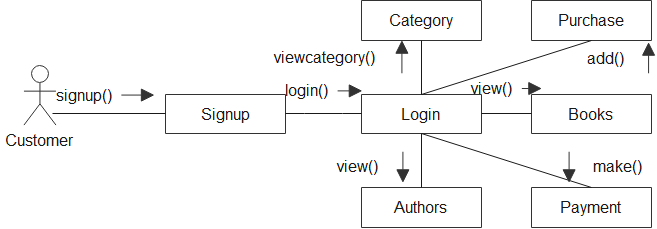 Category
Purchase
viewcategory()
add()
signup()
login()
view()
Signup
Login
Books
Customer
view()
make()
Authors
Payment